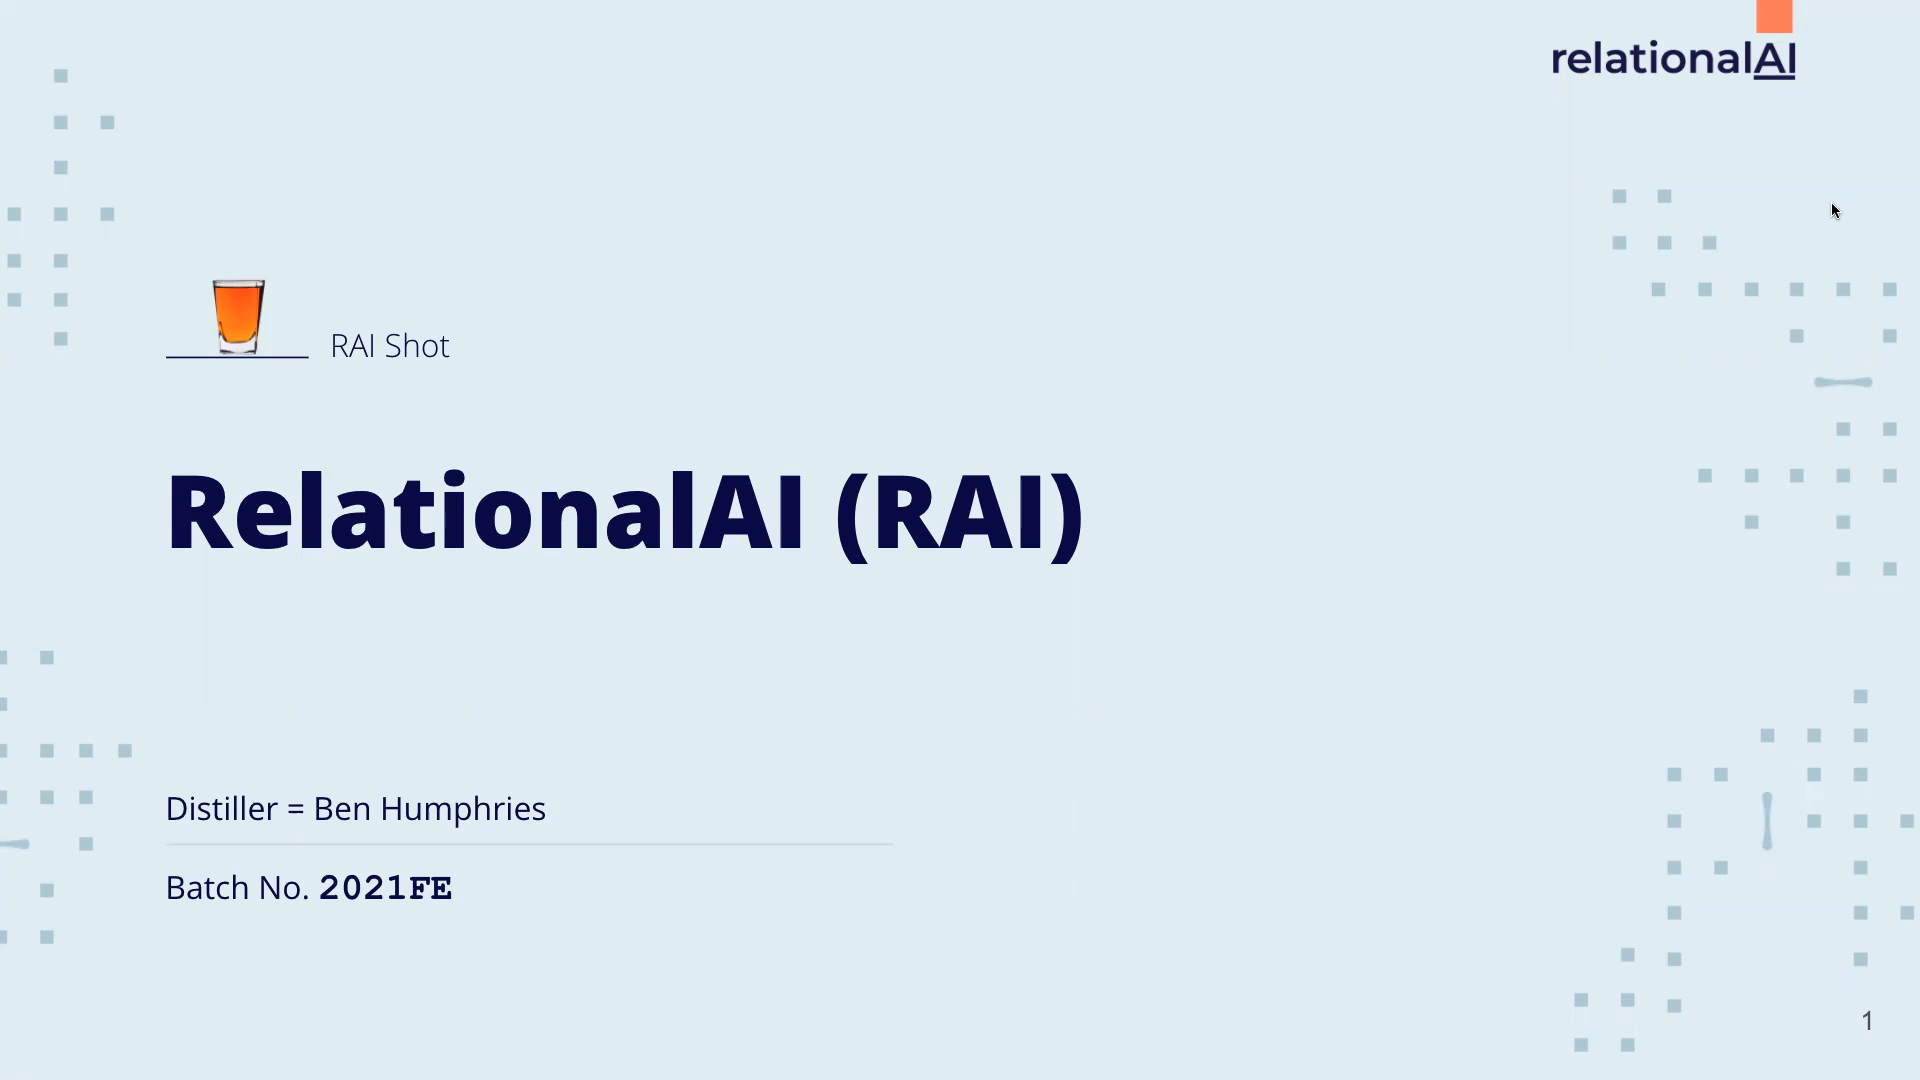 relationalAI
RAI Shot
RelationalAI (RAI)
Distiller = Ben Humphries
Batch No. 2021FE
1